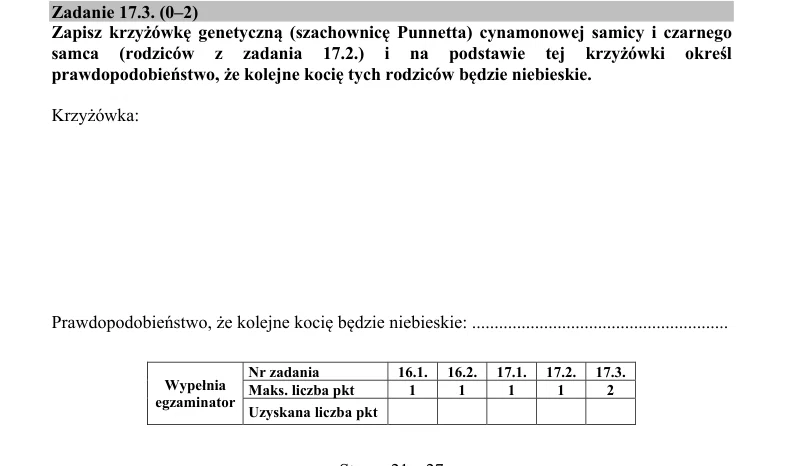 Zadanie 17.3. (0–2)
Zapisz krzyżówkę genetyczną (szachownicę Punnetta) cynamonowej samicy i czarnego
samca (rodziców z zadania 17.2.) i na podstawie tej krzyżówki określ
prawdopodobieństwo, że kolejne kocię tych rodziców będzie niebieskie.
Krzyżówka:
Prawdopodobieństwo, że kolejne kocię będzie niebieskie: .........................................................
Wypełnia
egzaminator
Nr zadania 16.1. 16.2. 17.1. 17.2. 17.3.
Maks. liczba pkt 1 1 1 1 2
Uzyskana liczba pkt